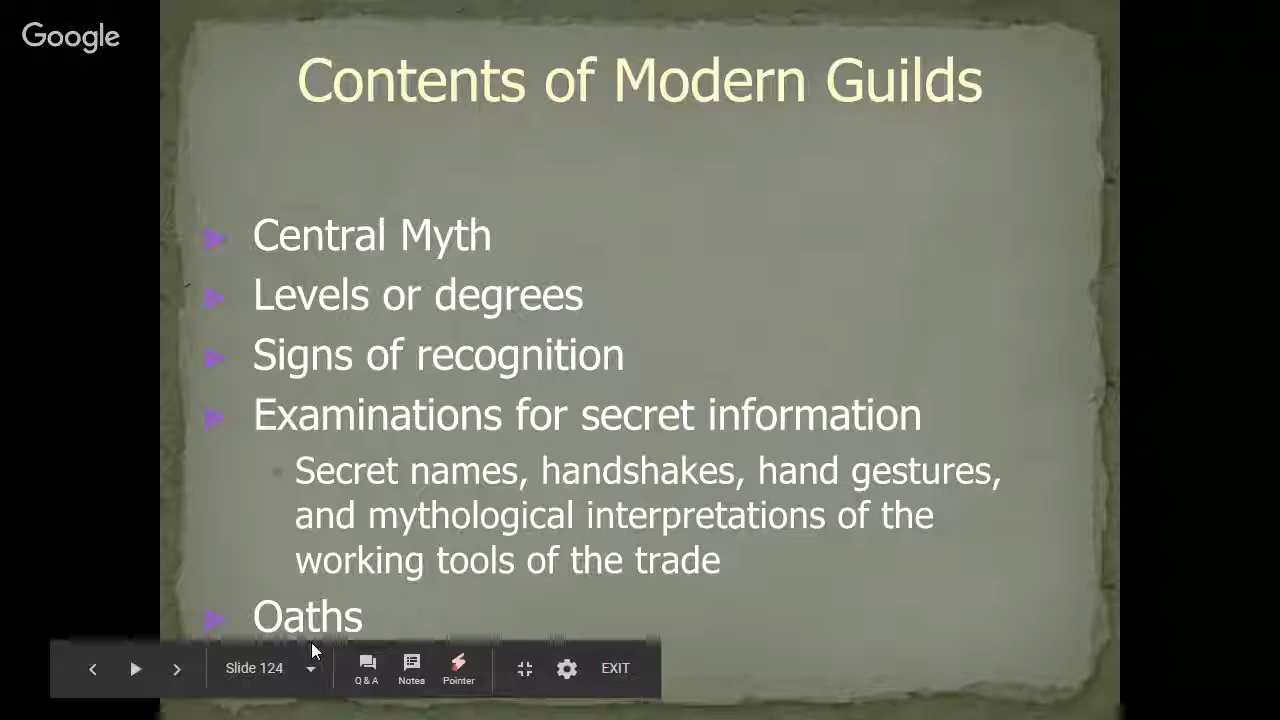 Google
Contents of Modern Guilds
Central Myth
Levels or degrees
Signs of recognition
Examinations for secret information
Secret names, handshakes, hand gestures,
and mythological interpretations of the
working tools of the trade
Oaths
Slide 124
Q & A
Notes
Pointer
EXIT